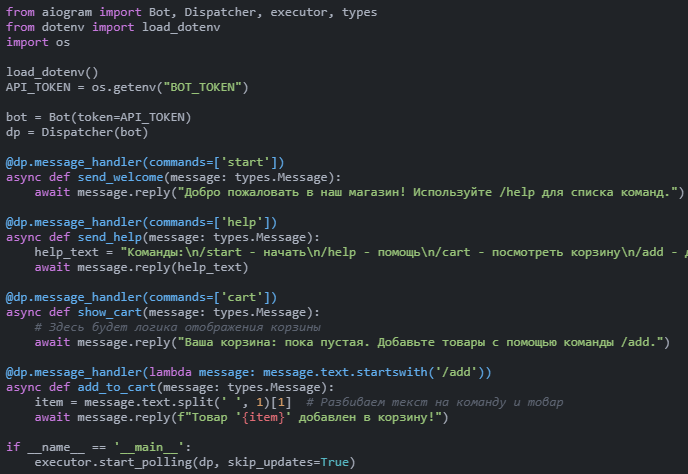 from aiogram import Bot, Dispatcher, executor, types
from dotenv import load_dotenv
import os

load_dotenv()
API_TOKEN = os.getenv("BOT_TOKEN")

bot = Bot(token=API_TOKEN)
dp = Dispatcher(bot)

@dp.message_handler(commands=['start'])
async def send_welcome(message: types.Message):
    await message.reply("Добро пожаловать в наш магазин! Используйте /help для списка команд.")

@dp.message_handler(commands=['help'])
async def send_help(message: types.Message):
    help_text = "Команды:\n/start - начать\n/help - помощь\n/cart - посмотреть корзину\n/add - 
    await message.reply(help_text)

@dp.message_handler(commands=['cart'])
async def show_cart(message: types.Message):
    # Здесь будет логика отображения корзины
    await message.reply("Ваша корзина: пока пустая. Добавьте товары с помощью команды /add.")

@dp.message_handler(lambda message: message.text.startswith('/add'))
async def add_to_cart(message: types.Message):
    item = message.text.split(' ', 1)[1]  # Разбиваем текст на команду и товар
    await message.reply(f"Товар '{item}' добавлен в корзину!")

if __name__ == '__main__':
    executor.start_polling(dp, skip_updates=True)